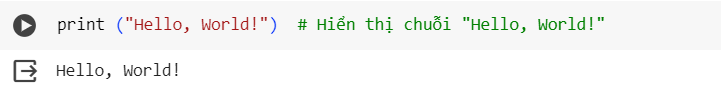 print ("Hello, World!")  # Hiển thị chuỗi "Hello, World!"
Hello, World!